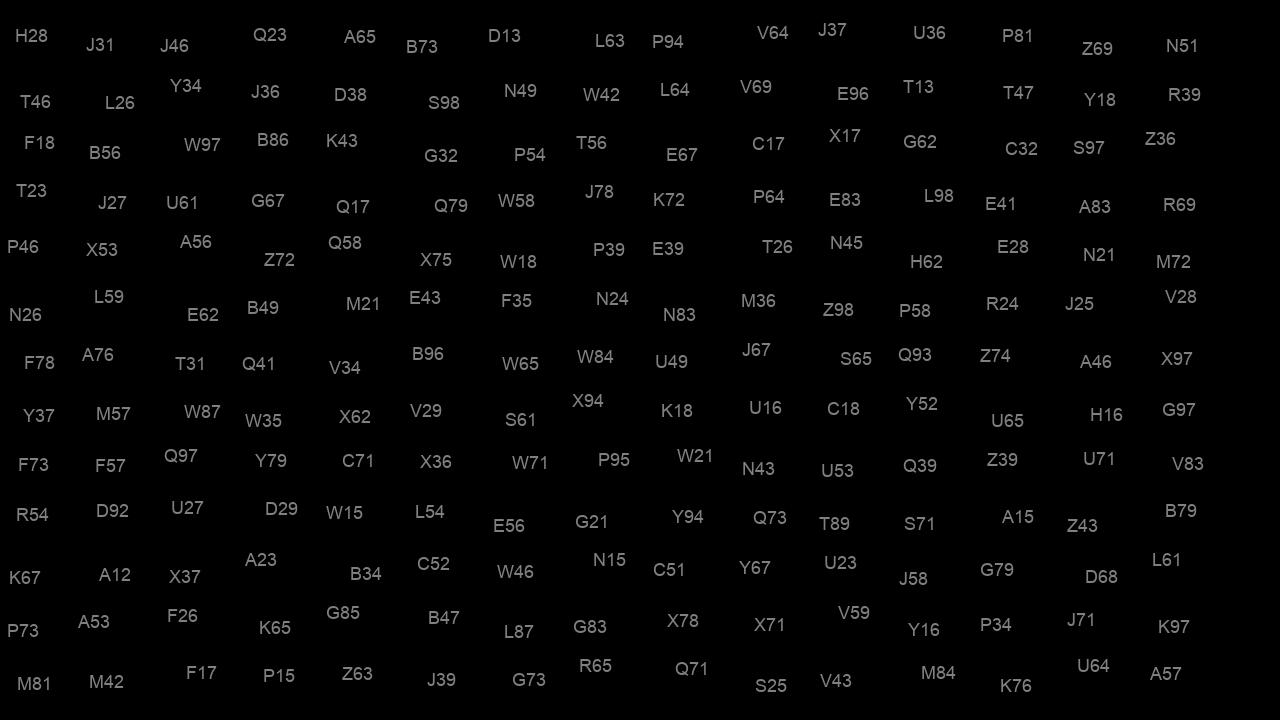 H28 J31 J46 Q23 A65 B73 D13 L63 P94 V64 J37 U36 P81 Z69 N51
T46 L26 Y34 J36 D38 S98 N49 W42 L64 V69 E96 T13 T47 Y18 R39
F18 B56 W97 B86 K43 G32 P54 T56 E67 C17 X17 G62 C32 S97 Z36
T23 J27 U61 G67 Q17 Q79 W58 J78 K72 P64 E83 L98 E41 A83 R69
P46 X53 A56 Z72 Q58 X75 W18 P39 E39 T26 N45 H62 E28 N21 M72
N26 L59 E62 B49 M21 E43 F35 N24 N83 M36 Z98 P58 R24 J25 V28
F78 A76 T31 Q41 V34 B96 W65 W84 U49 J67 S65 Q93 Z74 A46 X97
Y37 M57 W87 W35 X62 V29 S61 X94 K18 U16 C18 Y52 U65 H16 G97
F73 F57 Q97 Y79 C71 X36 W71 P95 W21 N43 U53 Q39 Z39 U71 V83
R54 D92 U27 D29 W15 L54 E56 G21 Y94 Q73 T89 S71 A15 Z43 B79
K67 A12 X37 A23 B34 C52 W46 N15 C51 Y67 U23 J58 G79 D68 L61
P73 A53 F26 K65 G85 B47 L87 G83 X78 X71 V59 Y16 P34 J71 K97
M81 M42 F17 P15 Z63 J39 G73 R65 Q71 S25 V43 M84 K76 U64 A57